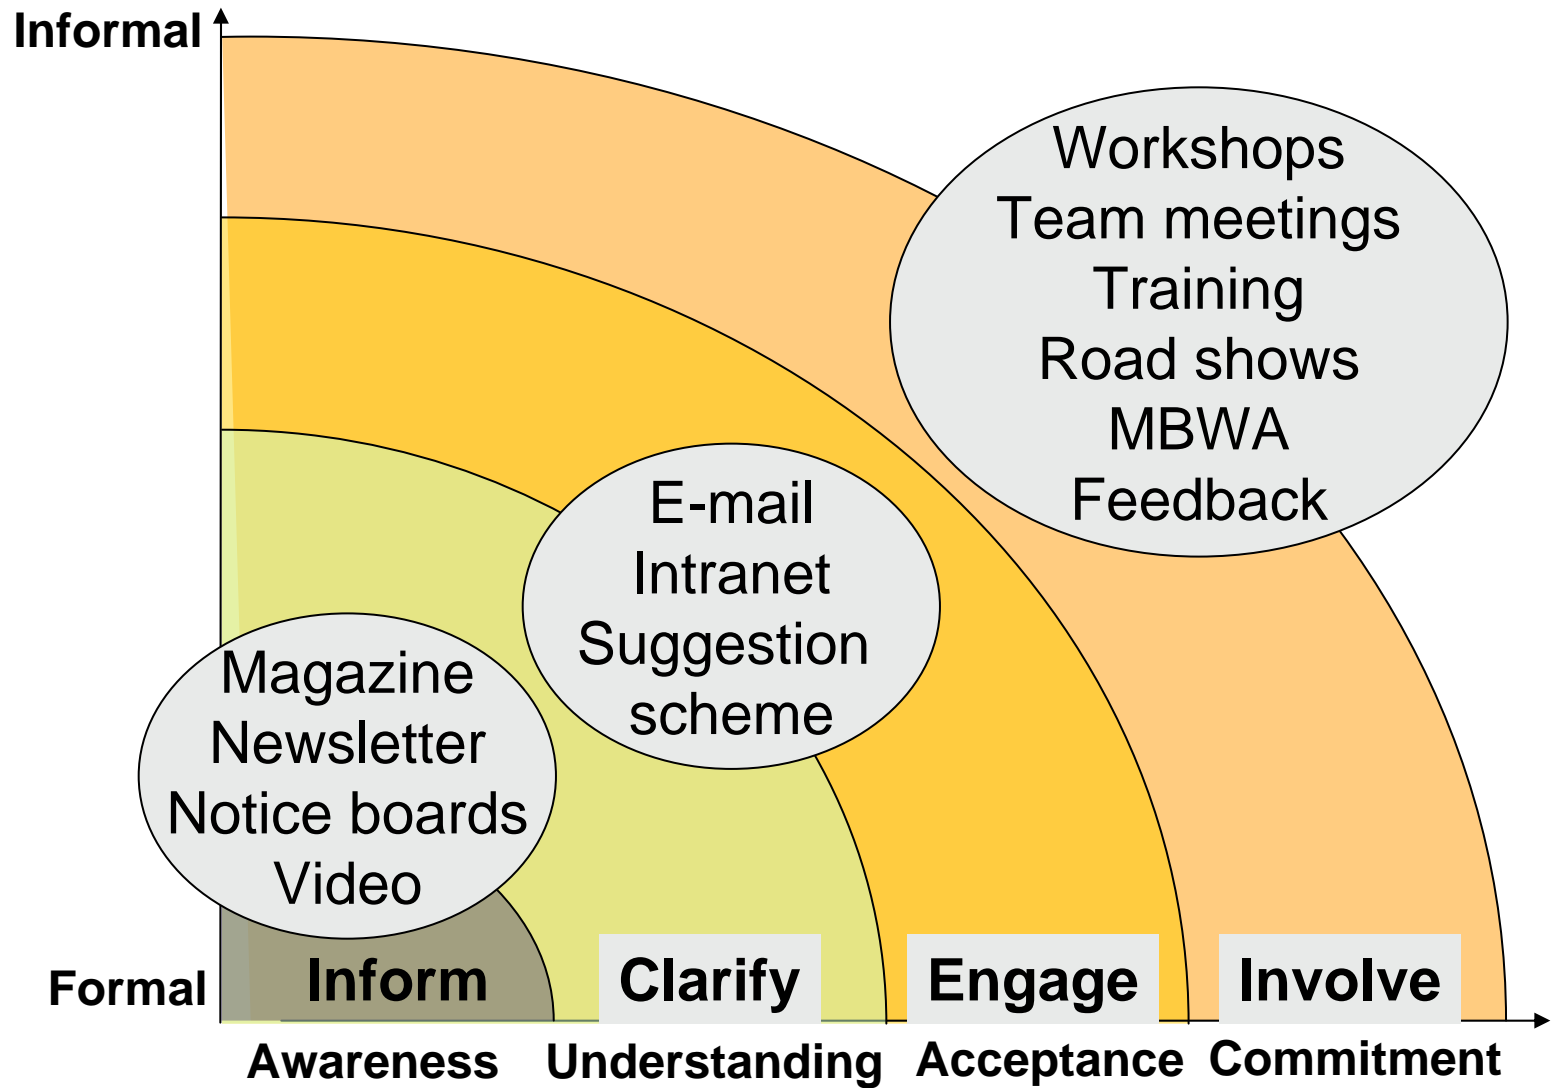 Informal
Workshops
Team meetings
Training
Road shows
MBWA
Feedback
E-mail
Intranet
Suggestion
scheme
Magazine
Newsletter
Notice boards
Video
Formal
Inform
Clarify
Engage
Involve
Awareness
Understanding
Acceptance
Commitment